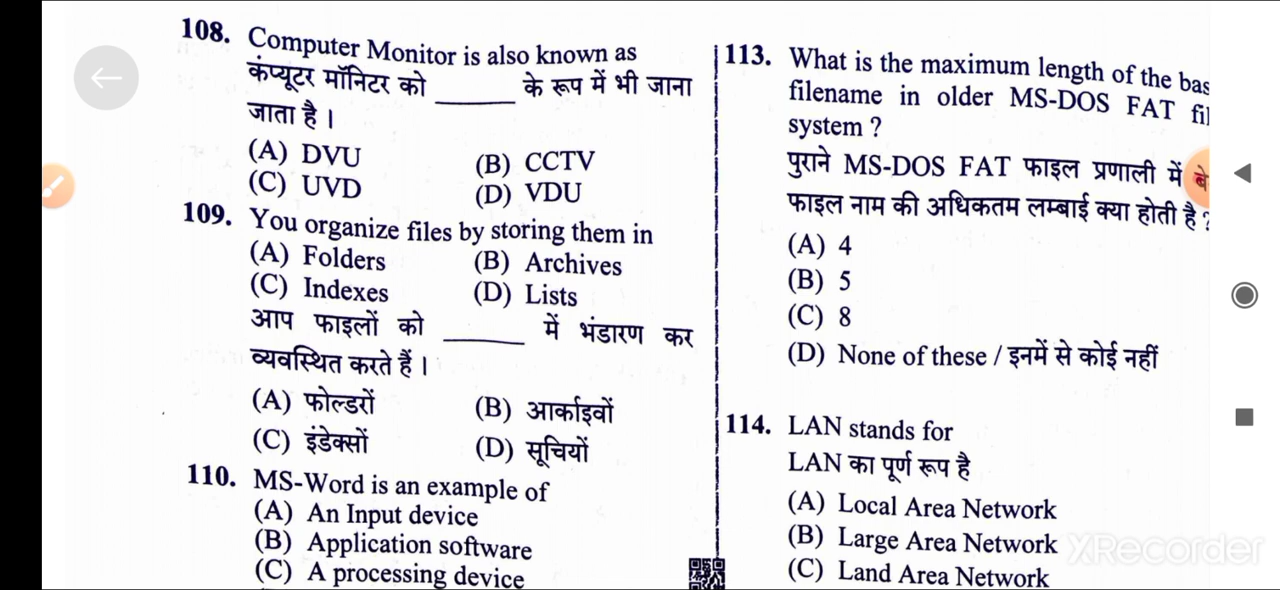 108. Computer Monitor is also known as
कंप्यूटर मॉनिटर को ______ के रूप में भी जाना
जाता है।
(A) DVU (B) CCTV
(C) UVD (D) VDU
109. You organize files by storing them in
(A) Folders (B) Archives
(C) Indexes (D) Lists
आप फाइलों को ______ में भंडारण कर
व्यवस्थित करते हैं।
(A) फोल्डरों (B) आर्काइवों
(C) इंडेक्सों (D) सूचियों
110. MS-Word is an example of
(A) An Input device
(B) Application software
(C) A processing device
113. What is the maximum length of the
filename in older MS-DOS FAT
system ?
पुराने MS-DOS FAT फाइल प्रणाली में
फाइल नाम की अधिकतम लम्बाई क्या होती है ?
(A) 4
(B) 5
(C) 8
(D) None of these / इनमें से कोई नहीं
114. LAN stands for
LAN का पूर्ण रूप है
(A) Local Area Network
(B) Large Area Network
(C) Land Area Network
XRecorder